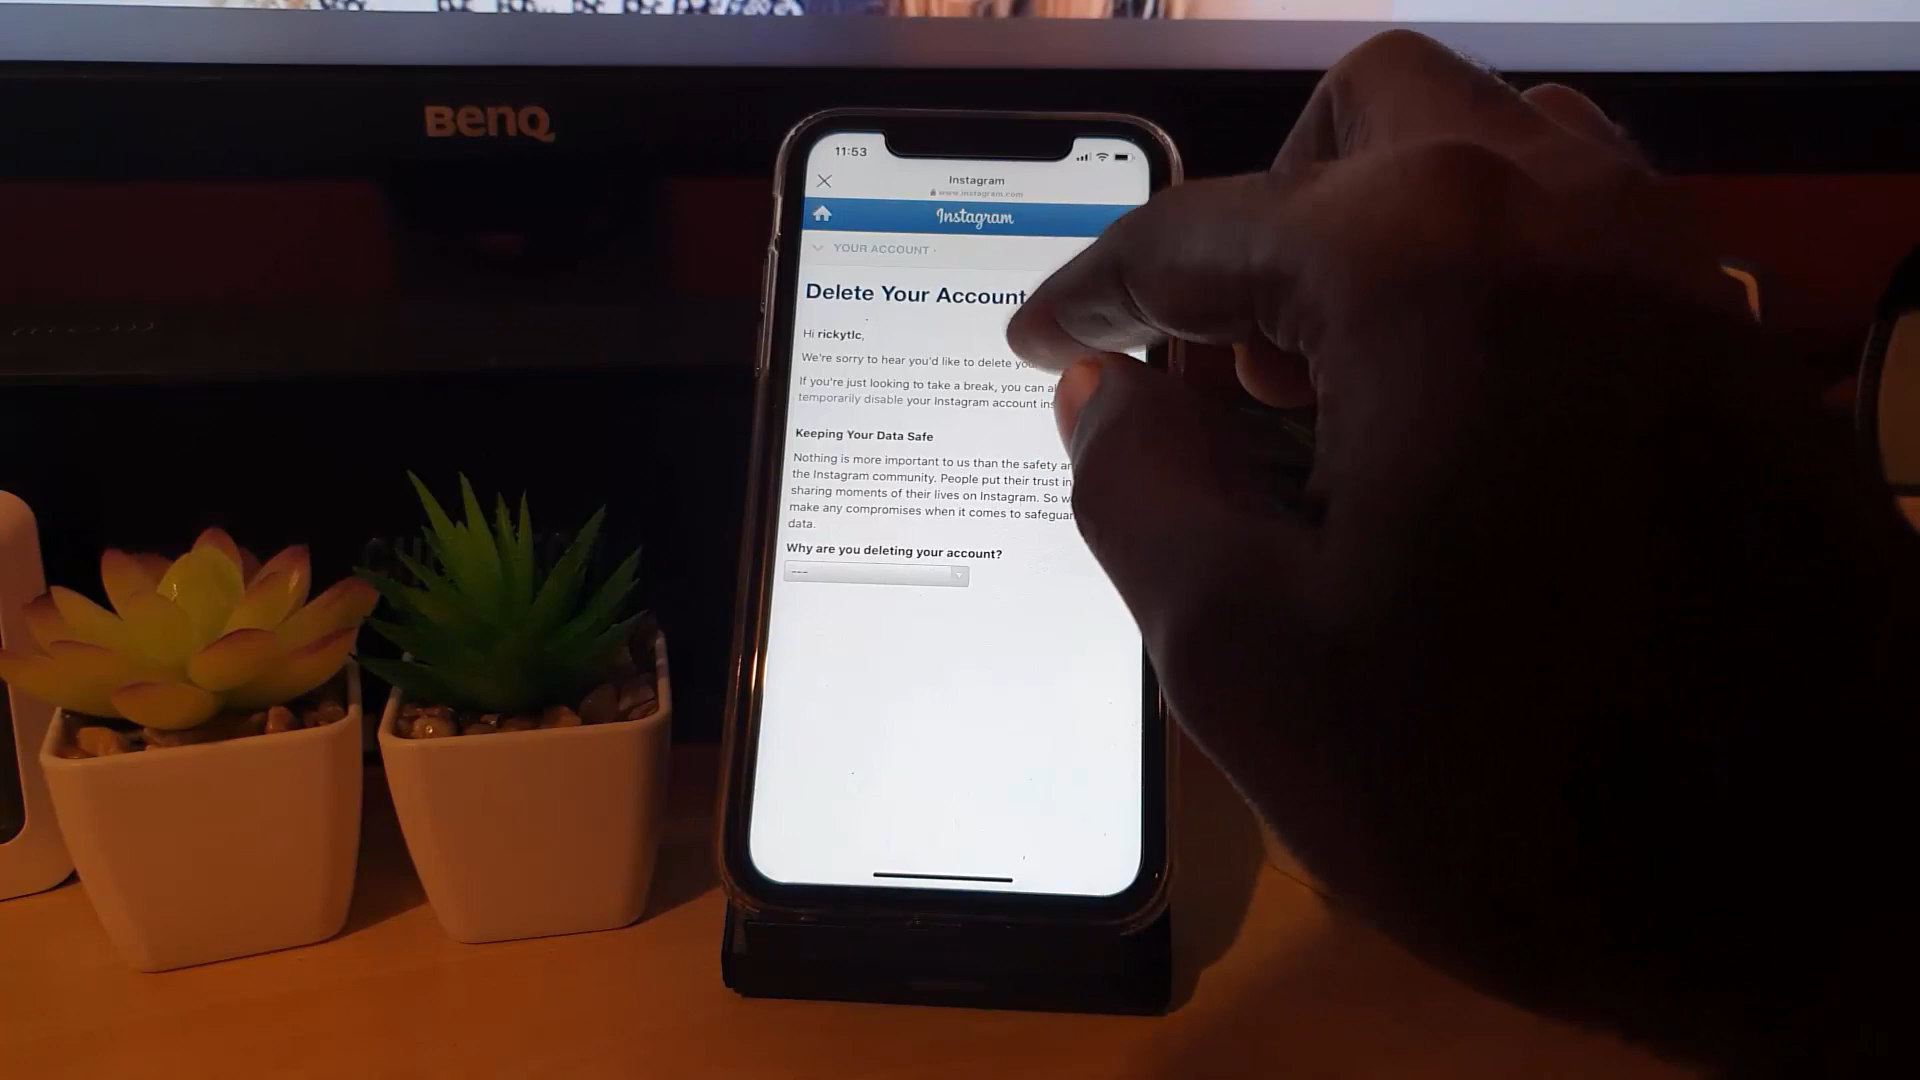 BenQ
11:53
Instagram
www.instagram.com
Instagram
YOUR ACCOUNT -
Delete Your Account
Hi rickytlc,
We're sorry to hear you'd like to delete
If you're just looking to take a break, you can
temporarily disable your Instagram account
Keeping Your Data Safe
Nothing is more important to us than the safety
the Instagram community. People put their trust in
sharing moments of their lives on Instagram. So
make any compromises when it comes to
data.
Why are you deleting your account?
---